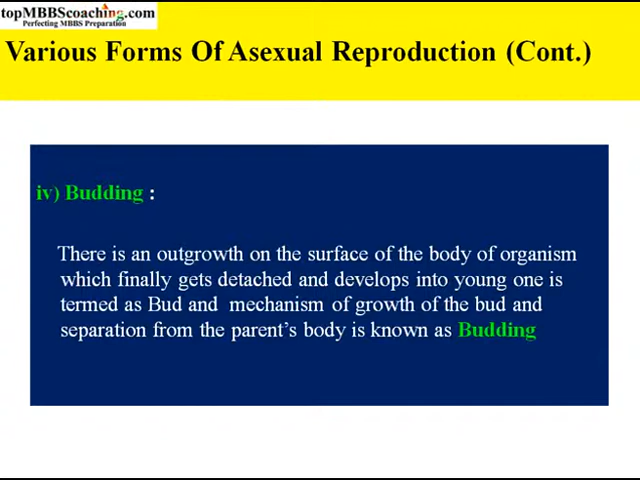 topMBBScoaching.com
Perfecting MBBS Preparation
Various Forms Of Asexual Reproduction (Cont.)
iv) Budding :
There is an outgrowth on the surface of the body of organism
which finally gets detached and develops into young one is
termed as Bud and mechanism of growth of the bud and
separation from the parent's body is known as Budding